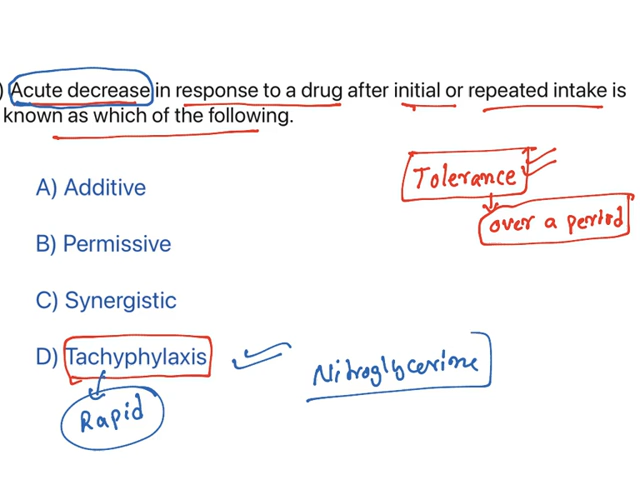 ) Acute decrease in response to a drug after initial or repeated intake is
known as which of the following.
Tolerance
over a period
A) Additive
B) Permissive
C) Synergistic
D) Tachyphylaxis
Nitroglycerine
Rapid